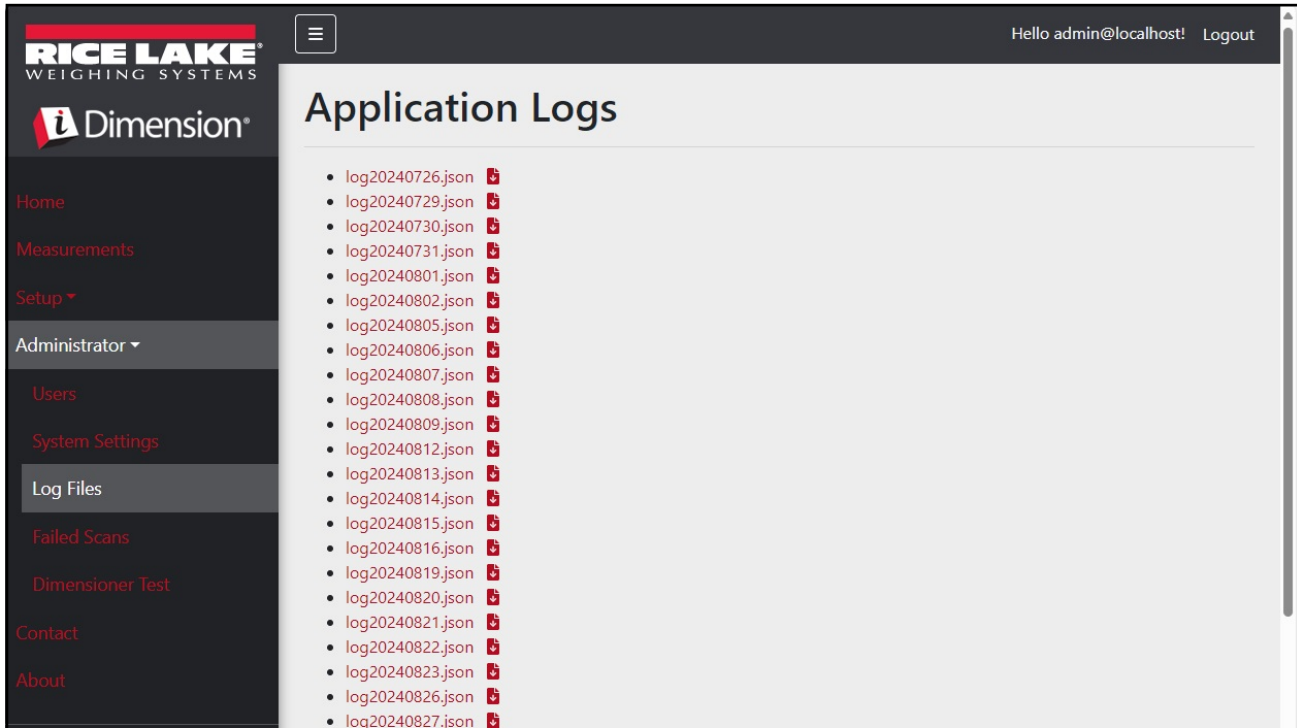 RICE LAKE®
WEIGHING SYSTEMS
i Dimension®
Home
Measurements
Setup
Administrator
Users
System Settings
Log Files
Failed Scans
Dimensioner Test
Contact
About
Hello admin@localhost! Logout
Application Logs
• log20240726.json
• log20240729.json
• log20240730.json
• log20240731.json
• log20240801.json
• log20240802.json
• log20240805.json
• log20240806.json
• log20240807.json
• log20240808.json
• log20240809.json
• log20240812.json
• log20240813.json
• log20240814.json
• log20240815.json
• log20240816.json
• log20240819.json
• log20240820.json
• log20240821.json
• log20240822.json
• log20240823.json
• log20240826.json
• log20240827.json